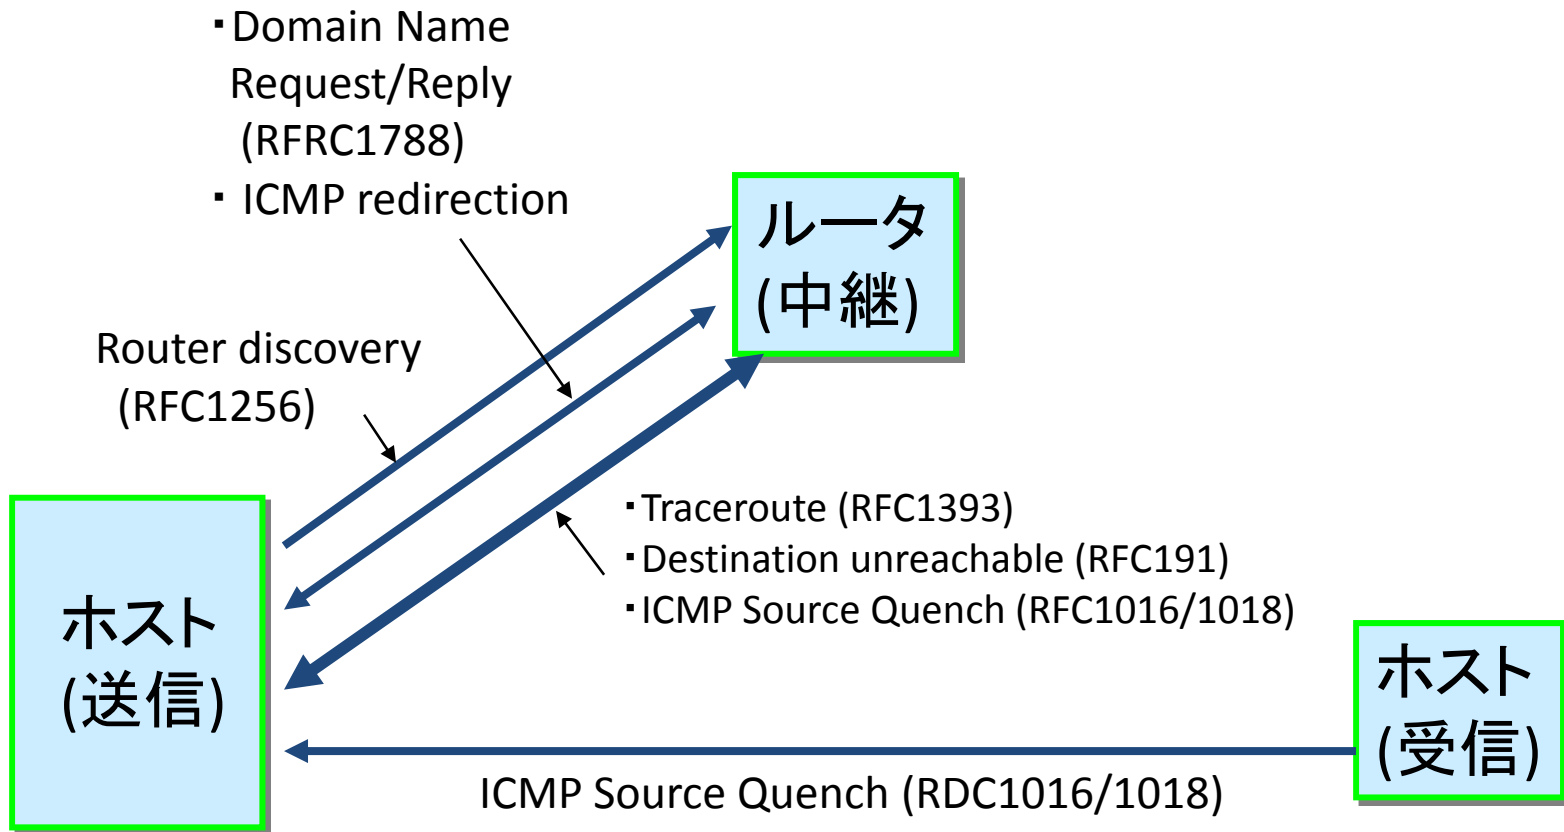 ・Domain Name
Request/Reply
(RFRC1788)
・ICMP redirection
ルータ
(中継)
Router discovery
(RFC1256)
・Traceroute (RFC1393)
・Destination unreachable (RFC191)
・ICMP Source Quench (RFC1016/1018)
ホスト
(送信)
ホスト
(受信)
ICMP Source Quench (RDC1016/1018)